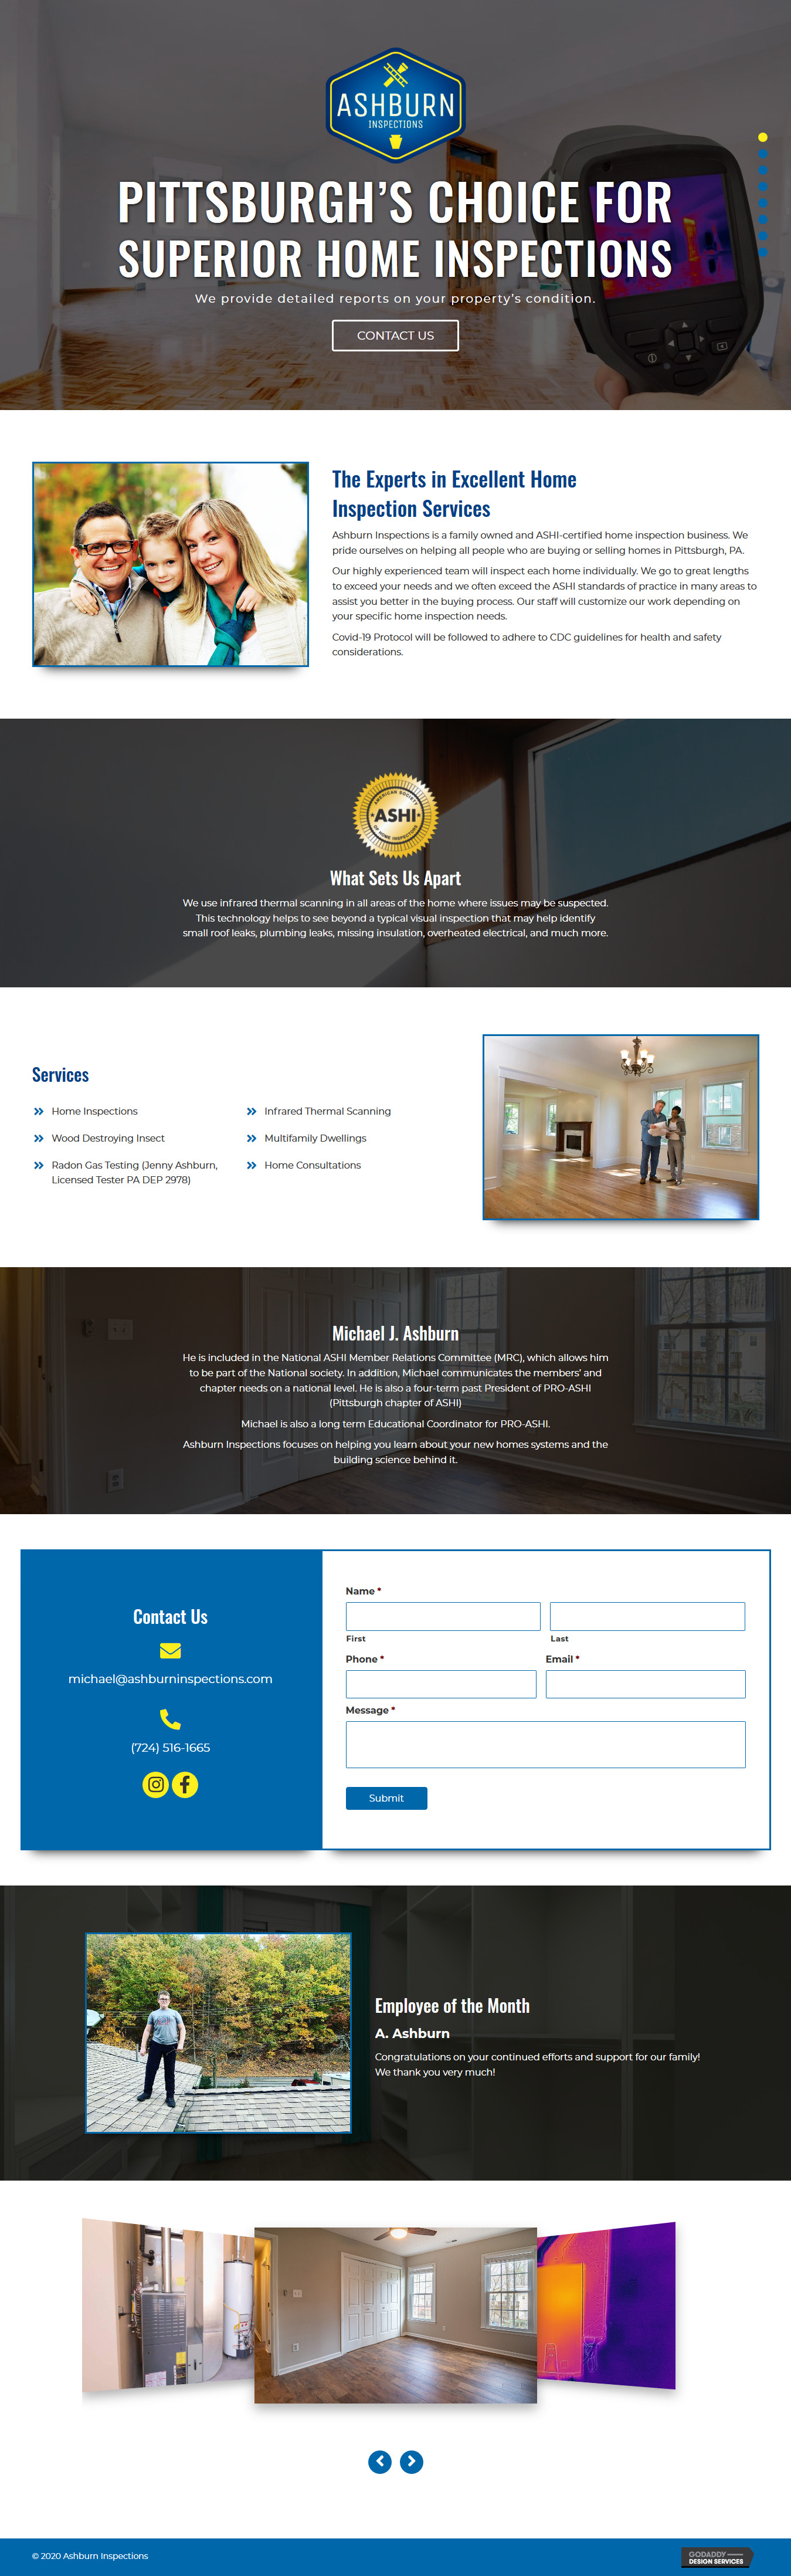 ASHBURN
INSPECTIONS
PITTSBURGH'S CHOICE FOR
SUPERIOR HOME INSPECTIONS
We provide detailed reports on your property's condition.
CONTACT US
The Experts in Excellent Home
Inspection Services
Ashburn Inspections is a family owned and ASHI-certified home inspection business. We
pride ourselves on helping all people who are buying or selling homes in Pittsburgh, PA.
Our highly experienced team will inspect each home individually. We go to great lengths
to exceed your needs and we often exceed the ASHI standards of practice in many areas to
assist you better in the buying process. Our staff will customize our work depending on
your specific home inspection needs.
Covid-19 Protocol will be followed to adhere to CDC guidelines for health and safety
considerations.
AMERICAN SOCIETY
ASHI
OF HOME INSPECTORS
What Sets Us Apart
We use infrared thermal scanning in all areas of the home where issues may be suspected.
This technology helps to see beyond a typical visual inspection that may help identify
small roof leaks, plumbing leaks, missing insulation, overheated electrical, and much more.
Services
Home Inspections
Wood Destroying Insect
Radon Gas Testing (Jenny Ashburn,
Licensed Tester PA DEP 2978)
Infrared Thermal Scanning
Multifamily Dwellings
Home Consultations
Michael J. Ashburn
He is included in the National ASHI Member Relations Committee (MRC), which allows him
to be part of the National society. In addition, Michael communicates the members' and
chapter needs on a national level. He is also a four-term past President of PRO-ASHI
(Pittsburgh chapter of ASHI)
Michael is also a long term Educational Coordinator for PRO-ASHI.
Ashburn Inspections focuses on helping you learn about your new homes systems and the
building science behind it.
Contact Us
michael@ashburninspections.com
(724) 516-1665
Name *
First
Last
Phone *
Email *
Message *
Submit
Employee of the Month
A. Ashburn
Congratulations on your continued efforts and support for our family!
We thank you very much!
© 2020 Ashburn Inspections
GODADDY
DESIGN SERVICES